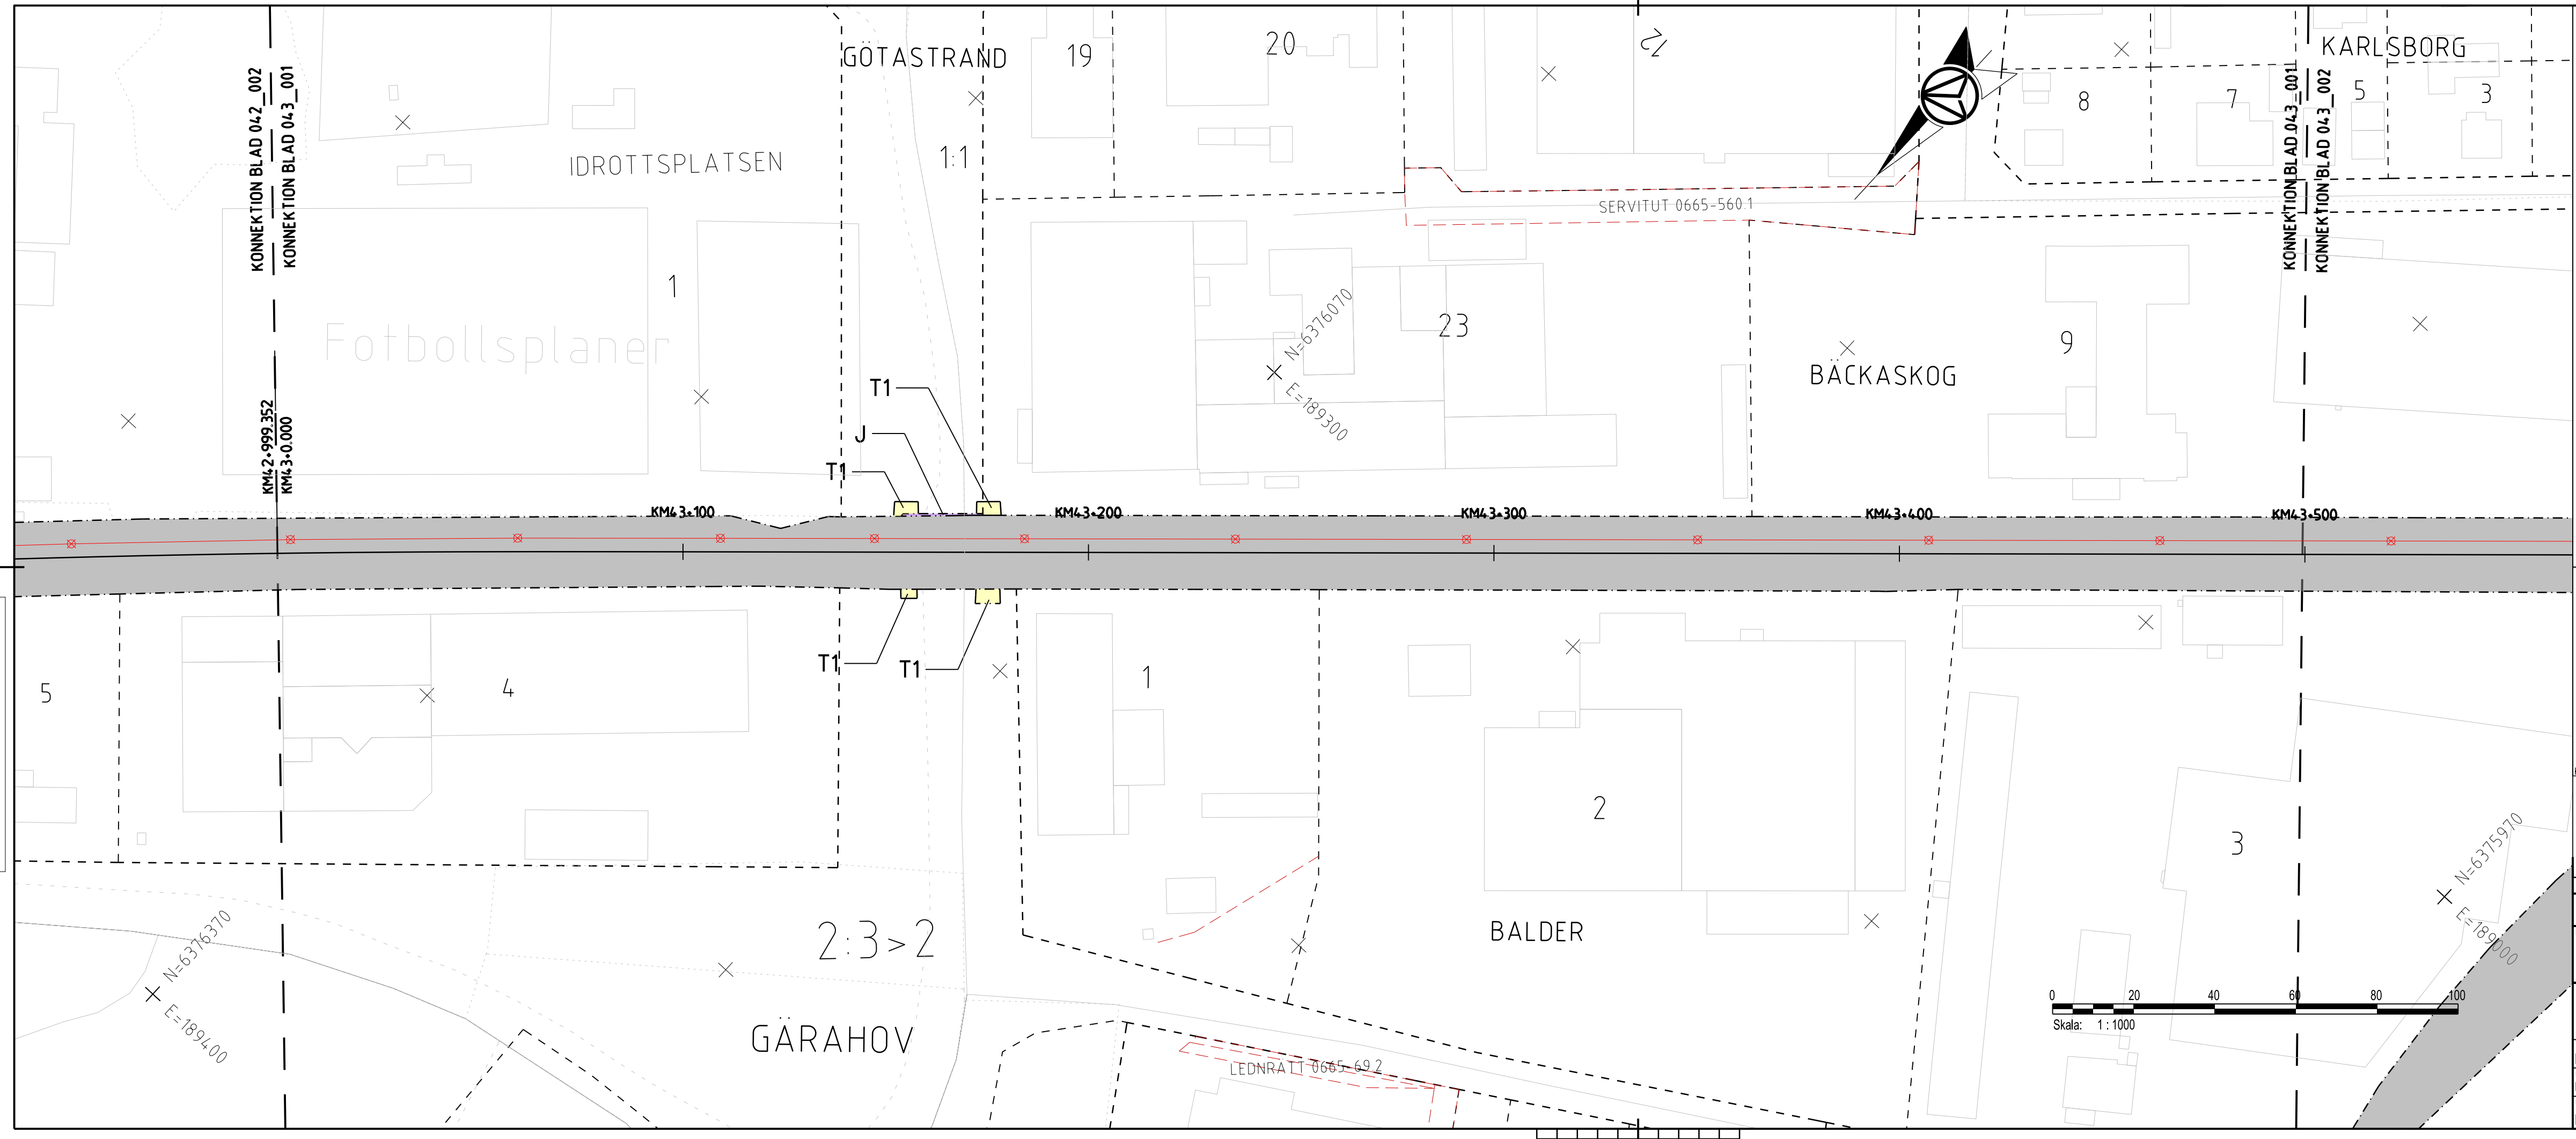 GÖTASTRAND
19
20
12
KARLSBORG
8
7
5
3
KONNEKTION BLAD 042_002
KONNEKTION BLAD 043_001
KONNEKTION BLAD 043_001
KONNEKTION BLAD 043_002
IDROTTSPLATSEN
1:1
SERVITUT 0665-560.1
1
Fotbollsplaner
N=6376070
E=189300
23
9
BÄCKASKOG
T1
J
T1
KM42+999.352
KM43+0.000
KM43+100
KM43+200
KM43+300
KM43+400
KM43+500
T1
T1
5
4
1
2
3
2:3>2
BALDER
N=6376370
E=189400
N=6375970
E=189000
GÄRAHOV
LEDNRÄTT 0665-69.2
0 20 40 60 80 100
Skala: 1 : 1000